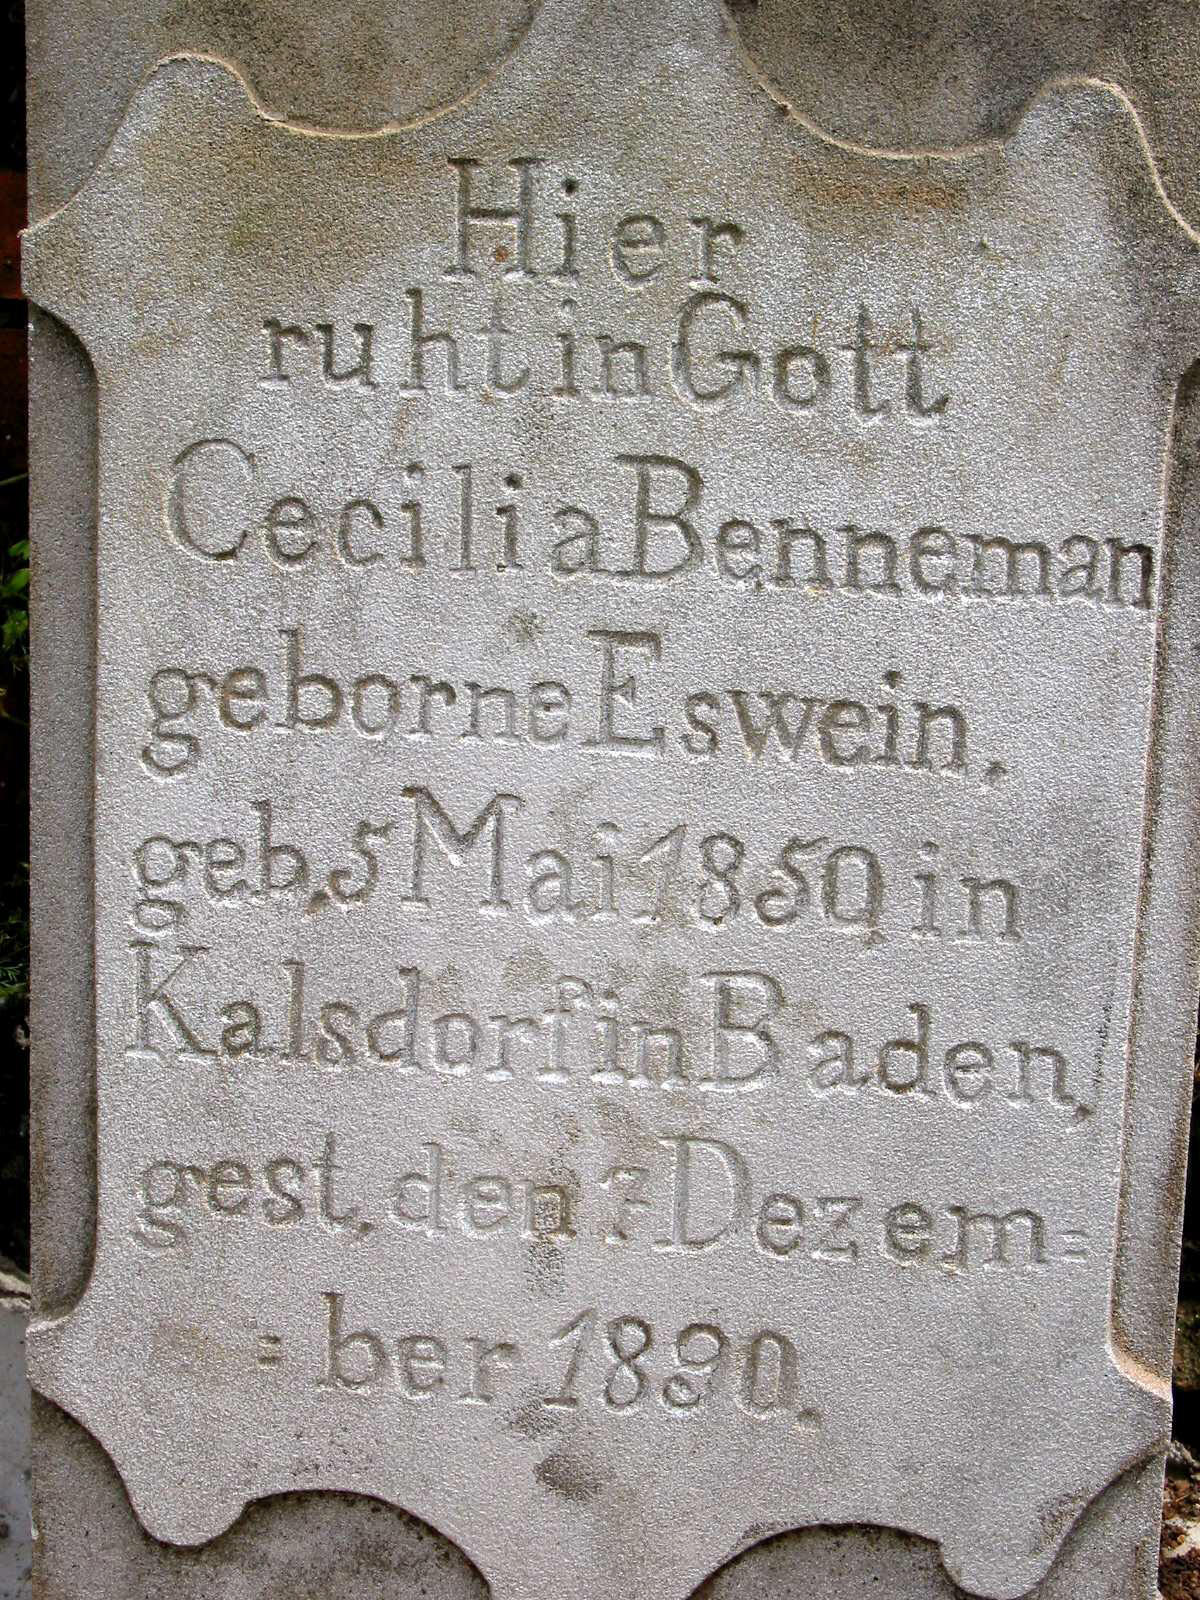 Hier
ruht in Gott
Cecilia Benneman
geborne Eswein.
geb, 5 Mai 1850, in
Kalsdorf in Baden,
gest, den 7 Dezem=
=ber 1890.